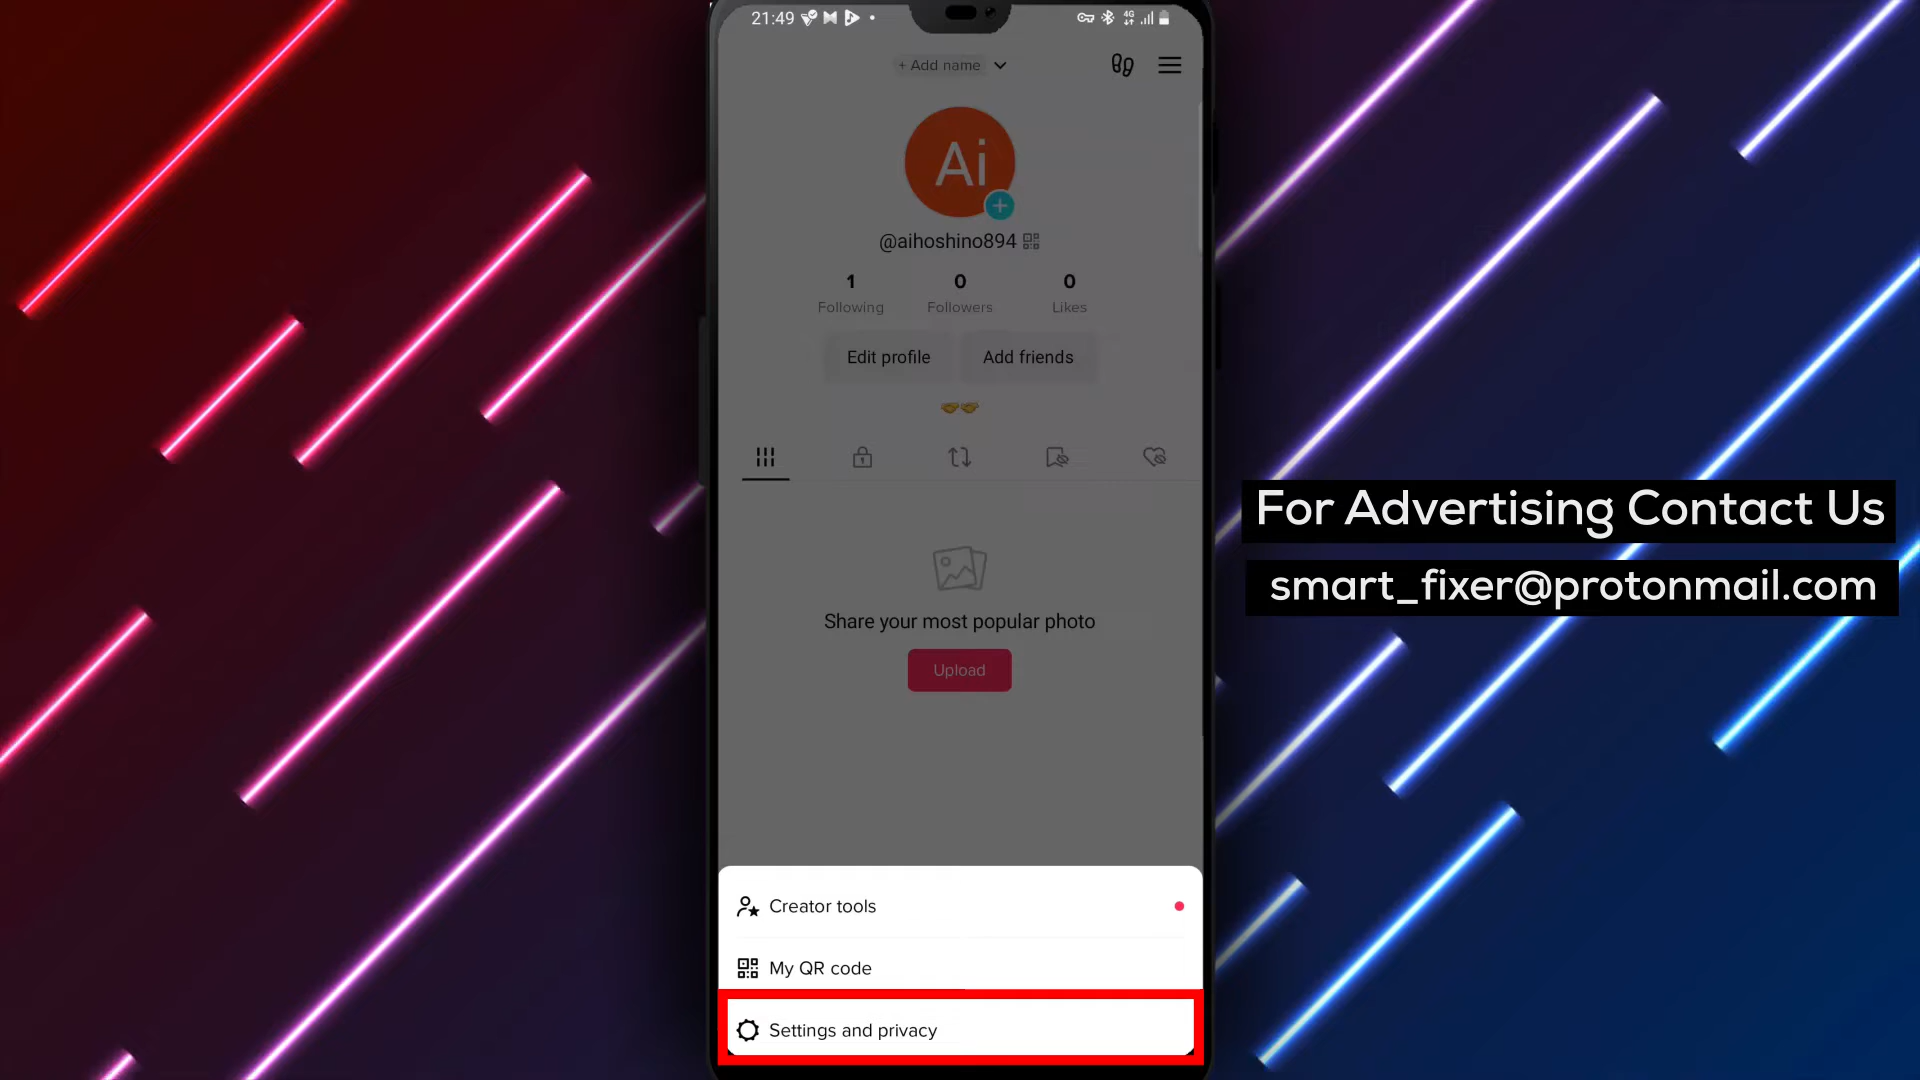 21:49
4G
+ Add name
Ai
@aihoshino894
1 0 0
Following Followers Likes
Edit profile Add friends
For Advertising Contact Us
smart_fixer@protonmail.com
Share your most popular photo
Upload
Creator tools
My QR code
Settings and privacy